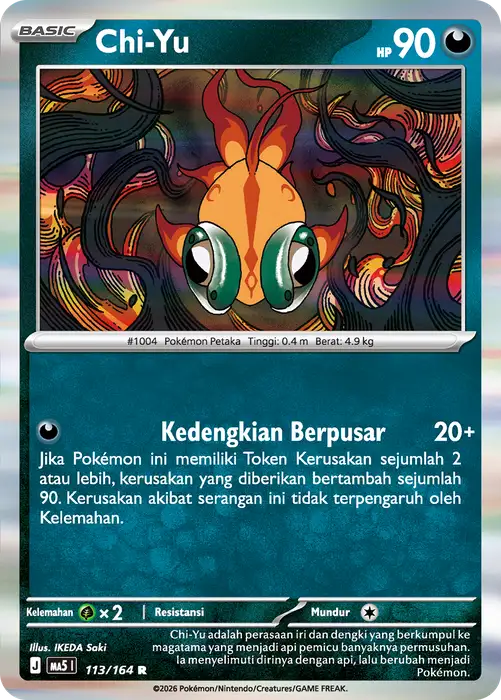 BASIC Chi-Yu HP 90
#1004 Pokémon Petaka Tinggi: 0.4 m Berat: 4.9 kg
Kedengkian Berpusar 20+
Jika Pokémon ini memiliki Token Kerusakan sejumlah 2
atau lebih, kerusakan yang diberikan bertambah sejumlah
90. Kerusakan akibat serangan ini tidak terpengaruh oleh
Kelemahan.
Kelemahan ×2 Resistansi Mundur
Illus. IKEDA Saki
Chi-Yu adalah perasaan iri dan dengki yang berkumpul ke
magatama yang menjadi api pemicu banyaknya permusuhan.
Ia menyelimuti dirinya dengan api, lalu berubah menjadi
Pokémon.
J MA5 I 113/164 R
©2026 Pokémon/Nintendo/Creatures/GAME FREAK.